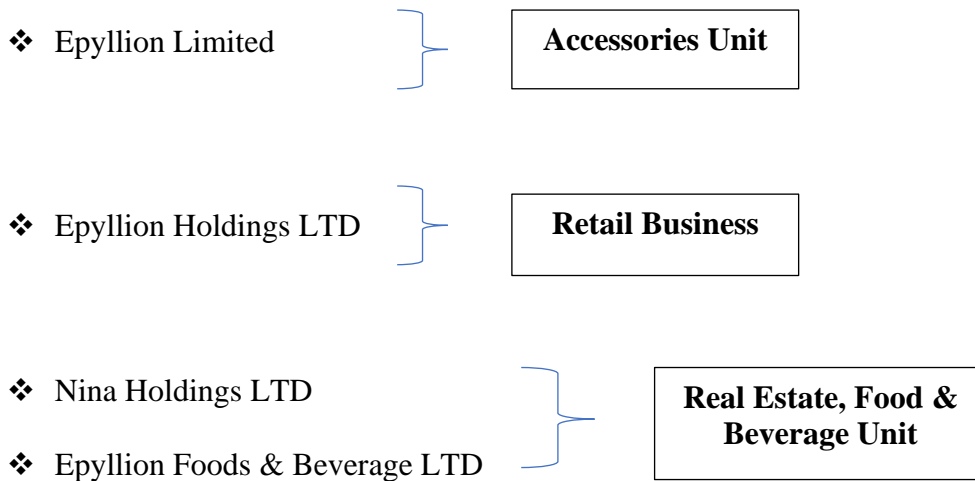 ❖ Epyllion Limited
Accessories Unit
❖ Epyllion Holdings LTD
Retail Business
❖ Nina Holdings LTD
❖ Epyllion Foods & Beverage LTD
Real Estate, Food &
Beverage Unit